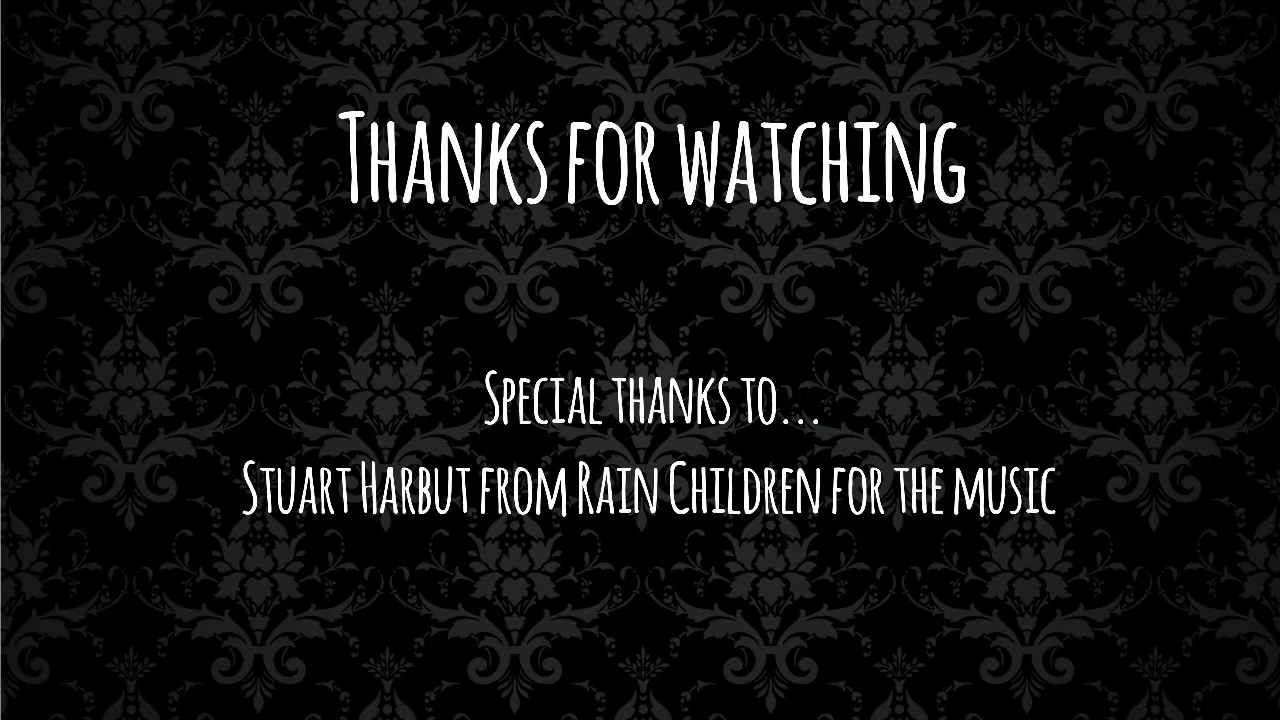 Thanks for watching
Special thanks to...
Stuart Harbut from Rain Children for the music